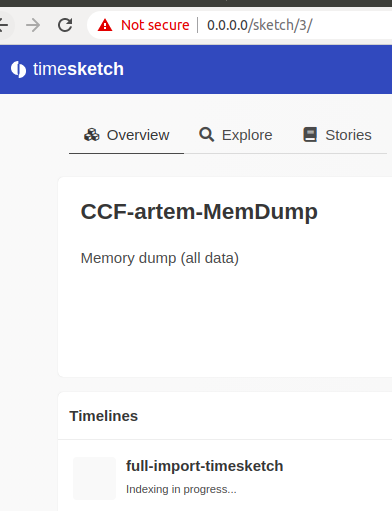 Not secure | 0.0.0.0/sketch/3/
timesketch
Overview Explore Stories
CCF-artem-MemDump
Memory dump (all data)
Timelines
full-import-timesketch
Indexing in progress...